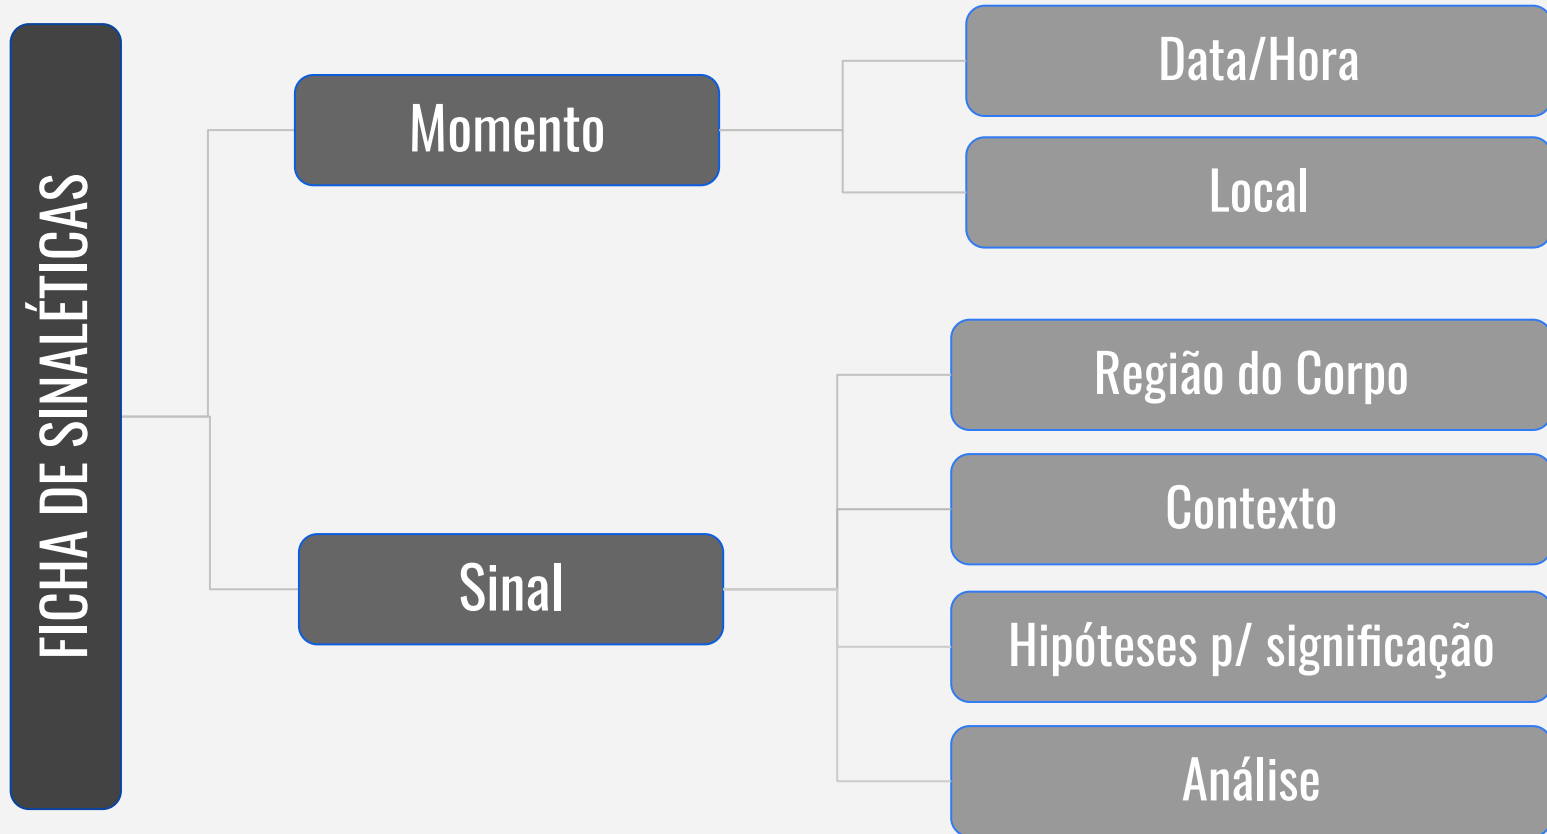 FICHA DE SINALÉTICAS
Momento
Data/Hora
Local
Sinal
Região do Corpo
Contexto
Hipóteses p/ significação
Análise